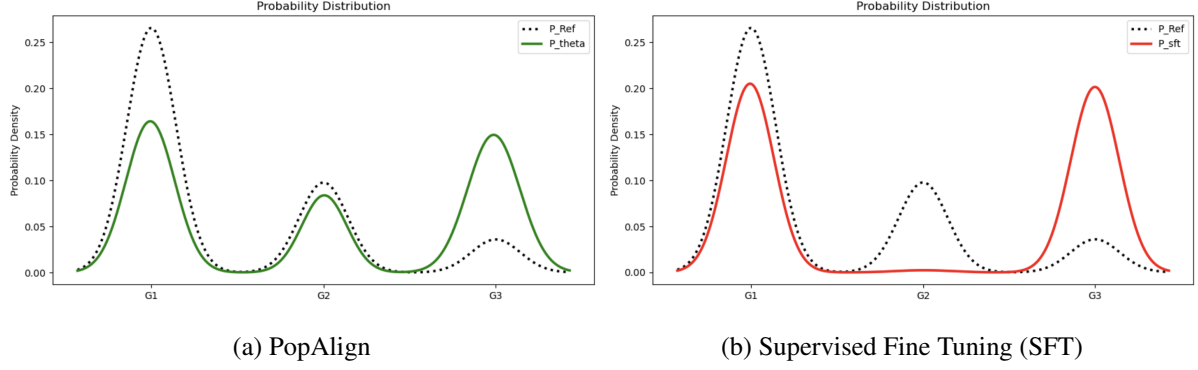 Probability Distribution
P_Ref
P_theta
0.25
0.20
0.15
0.10
0.05
0.00
Probability Density
G1
G2
G3
(a) PopAlign
Probability Distribution
P_Ref
P_sft
0.25
0.20
0.15
0.10
0.05
0.00
Probability Density
G1
G2
G3
(b) Supervised Fine Tuning (SFT)